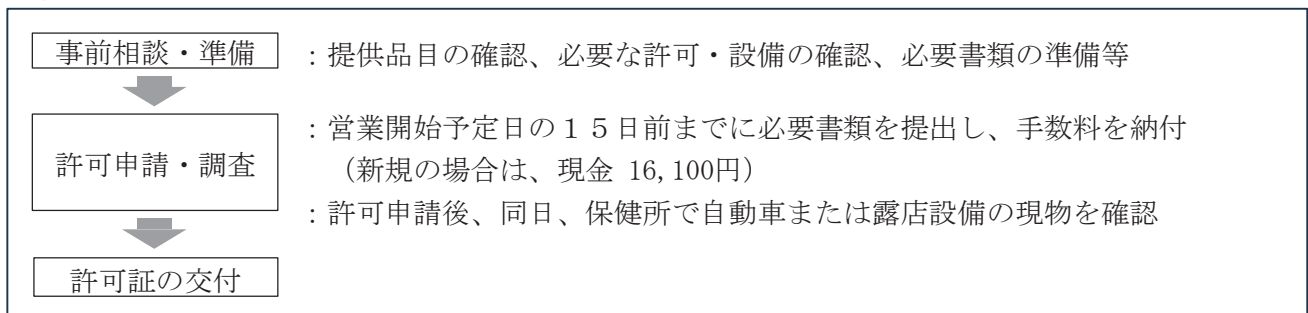 事前相談・準備 :提供品目の確認、必要な許可・設備の確認、必要書類の準備等
:営業開始予定日の15日前までに必要書類を提出し、手数料を納付
許可申請・調査 (新規の場合は、現金 16,100円)
:許可申請後、同日、保健所で自動車または露店設備の現物を確認
許可証の交付